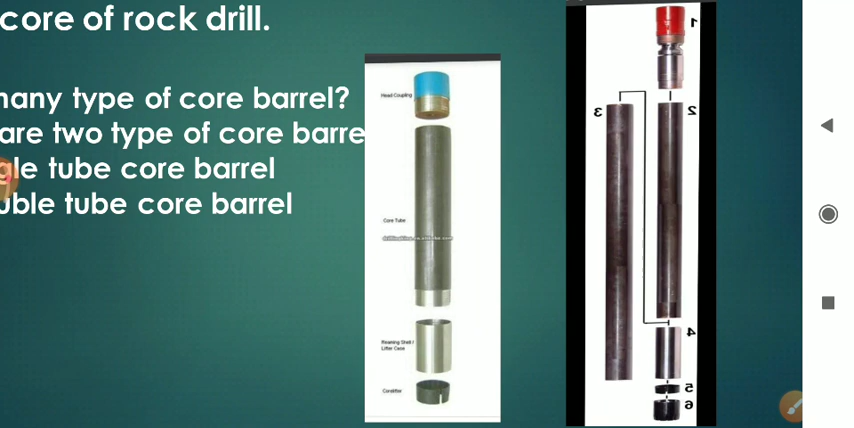 core of rock drill.
many type of core barrel?
are two type of core barre
gle tube core barrel
uble tube core barrel
Head Coupling
Core Tube
Reaming Shell /
Lifter Case
Corelifter
1
2
3
4
5
6